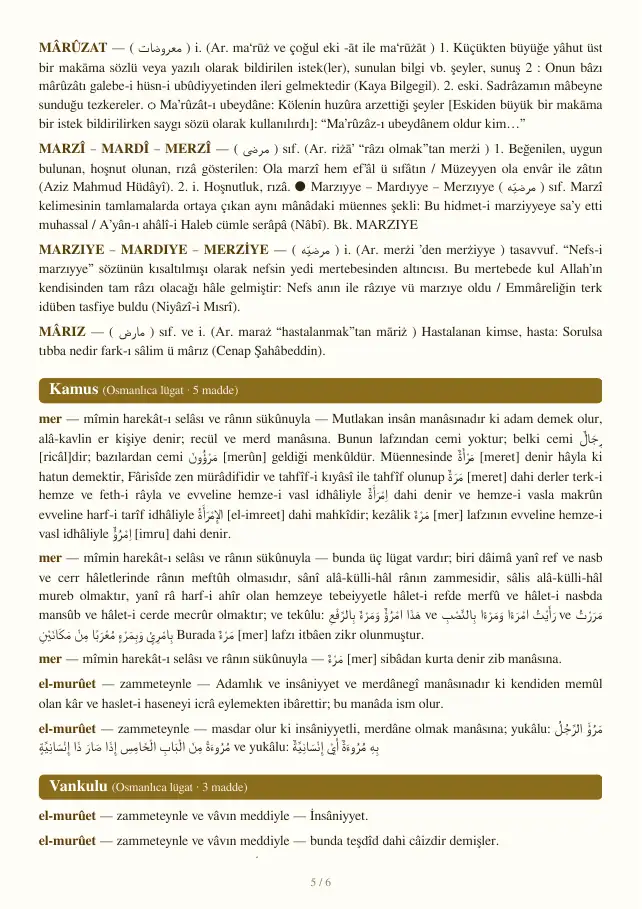 MÂRÛZAT — ( معروضات ) i. (Ar. ma‘rūż ve çoğul eki -āt ile ma‘rūżāt ) 1. Küçükten büyüğe yâhut üst
bir makāma sözlü veya yazılı olarak bildirilen istek(ler), sunulan bilgi vb. şeyler, sunuş 2 : Onun bâzı
mârûzâtı galebe-i hüsn-i ubûdiyyetinden ileri gelmektedir (Kaya Bilgegil). 2. eski. Sadrâzamın mâbeyne
sunduğu tezkereler. ѻ Ma’rûzât-ı ubeydâne: Kölenin huzûra arzettiği şeyler [Eskiden büyük bir makāma
bir istek bildirilirken saygı sözü olarak kullanılırdı]: “Ma’rûzâz-ı ubeydânem oldur kim…”
MARZÎ – MARDÎ – MERZÎ — ( مرضى ) sıf. (Ar. riżā’ “râzı olmak”tan merżі ) 1. Beğenilen, uygun
bulunan, hoşnut olunan, rızâ gösterilen: Ola marzî hem ef’âl ü sıfâtın / Müzeyyen ola envâr ile zâtın
(Aziz Mahmud Hüdâyî). 2. i. Hoşnutluk, rızâ. ● Marzıyye – Mardıyye – Merzıyye ( مرضيّه ) sıf. Marzî
kelimesinin tamlamalarda ortaya çıkan aynı mânâdaki müennes şekli: Bu hidmet-i marziyyeye sa’y etti
muhassal / A’yân-ı ahâlî-i Haleb cümle serâpâ (Nâbî). Bk. MARZIYE
MARZIYE – MARDIYE – MERZİYE — ( مرضيّه ) i. (Ar. merżi ’den merżiyye ) tasavvuf. “Nefs-i
marzıyye” sözünün kısaltılmışı olarak nefsin yedi mertebesinden altıncısı. Bu mertebede kul Allah’ın
kendisinden tam râzı olacağı hâle gelmiştir: Nefs anın ile râzıye vü marzıye oldu / Emmâreliğin terk
idüben tasfiye buldu (Niyâzî-i Mısrî).
MÂRIZ — ( مارض ) sıf. ve i. (Ar. maraż “hastalanmak”tan māriż ) Hastalanan kimse, hasta: Sorulsa
tıbba nedir fark-ı sâlim ü mârız (Cenap Şahâbeddin).
Kamus (Osmanlıca lügat · 5 madde)
mer — mîmin harekât-ı selâsı ve rânın sükûnuyla — Mutlakan insân manâsınadır ki adam demek olur,
alâ-kavlin er kişiye denir; recül ve merd manâsına. Bunun lafzından cemi yoktur; belki cemi رِجَالٌ
[ricâl]dir; bazılardan cemi مَرْؤُونَ [merûn] geldiği menkûldür. Müennesinde مَرْأَةٌ [meret] denir hâyla ki
hatun demektir, Fârisîde zen mürâdifidir ve tahfîf-i kıyâsî ile tahfîf olunup مَرَةٌ [meret] dahi derler terk-i
hemze ve feth-i râyla ve evveline hemze-i vasl idhâliyle اِمْرَأَةٌ dahi denir ve hemze-i vasla makrûn
evveline harf-i tarîf idhâliyle اَلْإِمْرَأَةُ [el-imreet] dahi mahkîdir; kezâlik مَرْءٌ [mer] lafzının evveline hemze-i
vasl idhâliyle اِمْرُؤٌ [imru] dahi denir.
mer — mîmin harekât-ı selâsı ve rânın sükûnuyla — bunda üç lügat vardır; biri dâimâ yanî ref ve nasb
ve cerr hâletlerinde rânın meftûh olmasıdır, sânî alâ-külli-hâl rânın zammesidir, sâlis alâ-külli-hâl
mureb olmaktır, yanî râ harf-i ahîr olan hemzeye tebeiyyetle hâlet-i refde merfû ve hâlet-i nasbda
mansûb ve hâlet-i cerde mecrûr olmaktır; ve tekûlu: هَذَا امْرُؤٌ وَمَرْءٌ بِالرَّفْعِ ve رَأَيْتُ امْرَءًا وَمَرْءًا بِالنَّصْبِ ve مَرَرْتُ
بِامْرِئٍ وَبِمَرْءٍ مُعْرَبًا مِنْ مَكَانَيْنِ Burada مَرْءٌ [mer] lafzı itbâen zikr olunmuştur.
mer — mîmin harekât-ı selâsı ve rânın sükûnuyla — مَرْءٌ [mer] sibâdan kurta denir zib manâsına.
el-murûet — zammeteynle — Adamlık ve insâniyyet ve merdânegî manâsınadır ki kendiden memûl
olan kâr ve haslet-i haseneyi icrâ eylemekten ibârettir; bu manâda ism olur.
el-murûet — zammeteynle — masdar olur ki insâniyyetli, merdâne olmak manâsına; yukâlu: مَرُؤَ الرَّجُلُ
مُرُوءَةً مِنَ الْبَابِ الْخَامِسِ إِذَا صَارَ ذَا إِنْسَانِيَّةٍ ve yukâlu: بِهِ مُرُوءَةٌ أَيْ إِنْسَانِيَّةٌ
Vankulu (Osmanlıca lügat · 3 madde)
el-murûet — zammeteynle ve vâvın meddiyle — İnsâniyyet.
el-murûet — zammeteynle ve vâvın meddiyle — bunda teşdîd dahi câizdir demişler.
5 / 6